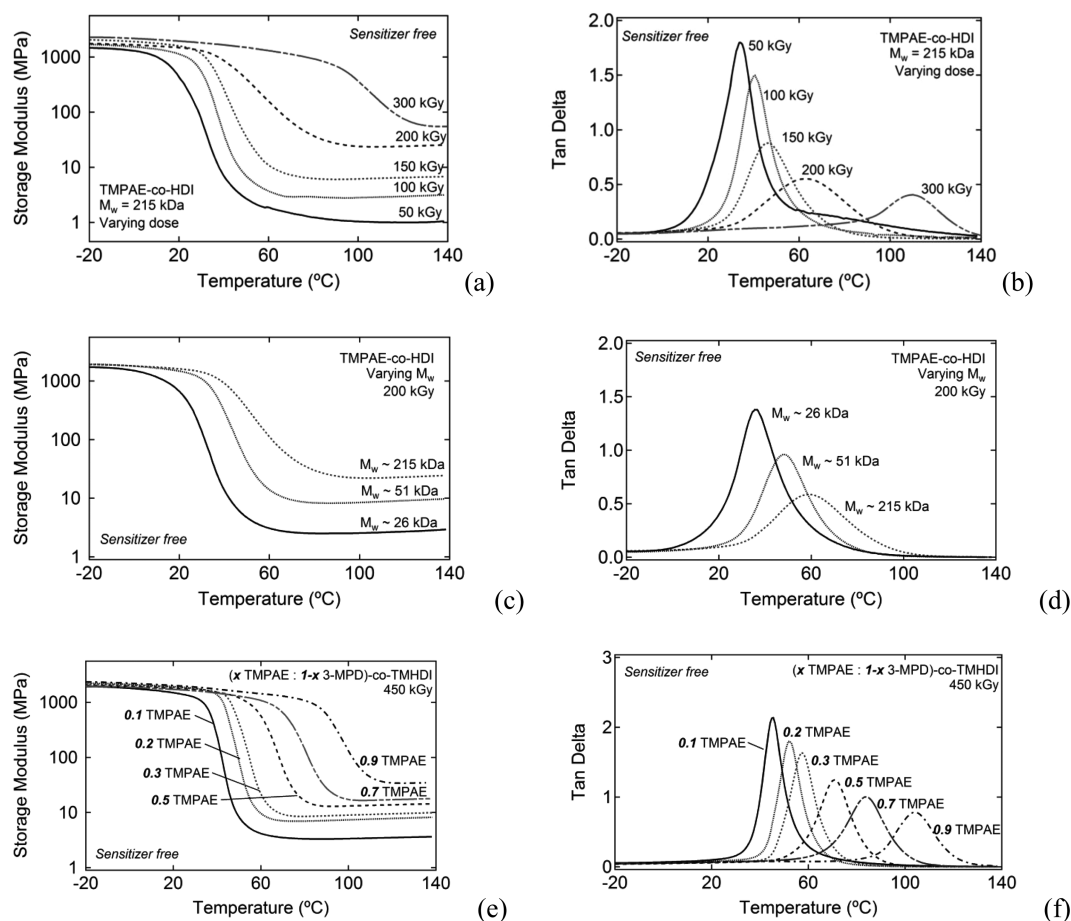 Storage Modulus (MPa)
1000
100
10
1
Sensitizer free
300 kGy
200 kGy
150 kGy
100 kGy
50 kGy
TMPAE-co-HDI
Mw = 215 kDa
Varying dose
-20 20 60 100 140
Temperature (ºC)
(a)
Tan Delta
2.0
1.5
1.0
0.5
0.0
Sensitizer free
TMPAE-co-HDI
Mw = 215 kDa
Varying dose
50 kGy
100 kGy
150 kGy
200 kGy
300 kGy
-20 20 60 100 140
Temperature (ºC)
(b)
Storage Modulus (MPa)
1000
100
10
1
TMPAE-co-HDI
Varying Mw
200 kGy
Mw ~ 215 kDa
Mw ~ 51 kDa
Mw ~ 26 kDa
Sensitizer free
-20 20 60 100 140
Temperature (ºC)
(c)
Tan Delta
2.0
1.5
1.0
0.5
0.0
Sensitizer free
TMPAE-co-HDI
Varying Mw
200 kGy
Mw ~ 26 kDa
Mw ~ 51 kDa
Mw ~ 215 kDa
-20 20 60 100 140
Temperature (ºC)
(d)
Storage Modulus (MPa)
1000
100
10
1
(x TMPAE : 1-x 3-MPD)-co-TMHDI
450 kGy
0.1 TMPAE
0.2 TMPAE
0.3 TMPAE
0.5 TMPAE
0.9 TMPAE
0.7 TMPAE
Sensitizer free
-20 20 60 100 140
Temperature (ºC)
(e)
Tan Delta
3
2
1
0
Sensitizer free
(x TMPAE : 1-x 3-MPD)-co-TMHDI
450 kGy
0.1 TMPAE
0.2 TMPAE
0.3 TMPAE
0.5 TMPAE
0.7 TMPAE
0.9 TMPAE
-20 20 60 100 140
Temperature (ºC)
(f)